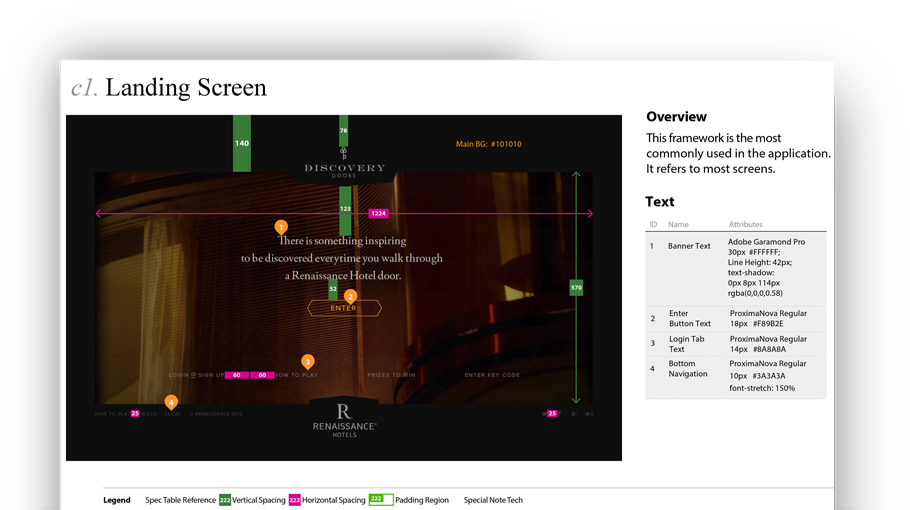 c1. Landing Screen
140
78
Main BG: #101010
DISCOVERY
DOORS
123
1224
1
There is something inspiring
to be discovered everytime you walk through
a Renaissance Hotel door.
52
2
570
ENTER
3
LOGIN SIGN UP 60 60 HOW TO PLAY PRIZES TO WIN ENTER KEY CODE
4
HOW TO PLAY 25 PRICES LEGAL © RENAISSANCE 25
R
RENAISSANCE®
HOTELS
Overview
This framework is the most
commonly used in the application.
It refers to most screens.
Text
ID Name Attributes
1 Banner Text Adobe Garamond Pro
30px #FFFFFF;
Line Height: 42px;
text-shadow:
0px 8px 114px
rgba(0,0,0,0.58)
2 Enter ProximaNova Regular
Button Text 18px #F89B2E
3 Login Tab ProximaNova Regular
Text 14px #8A8A8A
4 Bottom ProximaNova Regular
Navigation 10px #3A3A3A
font-stretch: 150%
Legend Spec Table Reference 222 Vertical Spacing 222 Horizontal Spacing 222 Padding Region Special Note Tech